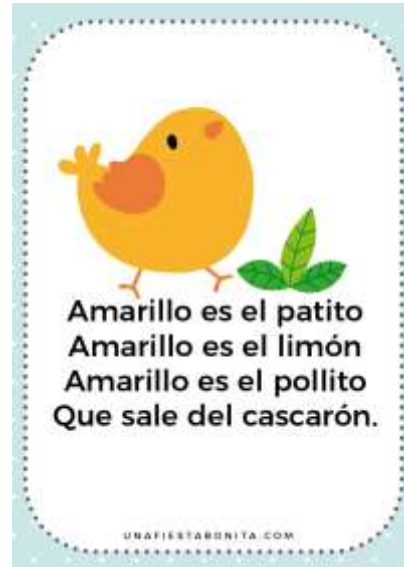 Amarillo es el patito
Amarillo es el limón
Amarillo es el pollito
Que sale del cascarón.
UNAFIESTABONITA.COM